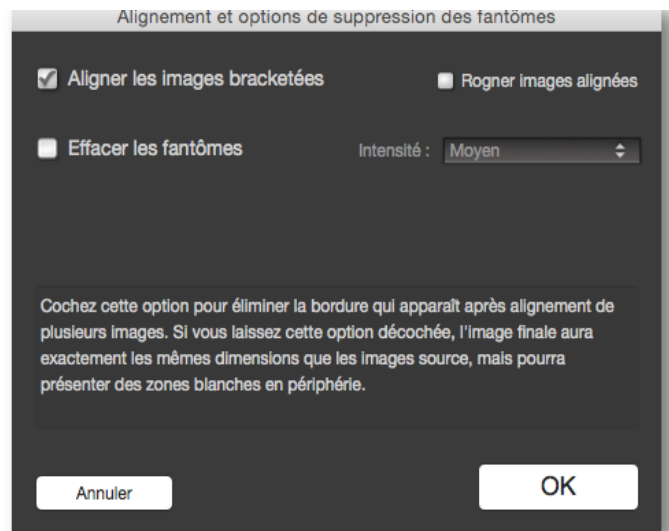 Alignement et options de suppression des fantômes
Aligner les images bracketées
Rogner images alignées
Effacer les fantômes
Intensité :
Moyen
Cochez cette option pour éliminer la bordure qui apparaît après alignement de
plusieurs images. Si vous laissez cette option décochée, l'image finale aura
exactement les mêmes dimensions que les images source, mais pourra
présenter des zones blanches en périphérie.
Annuler
OK